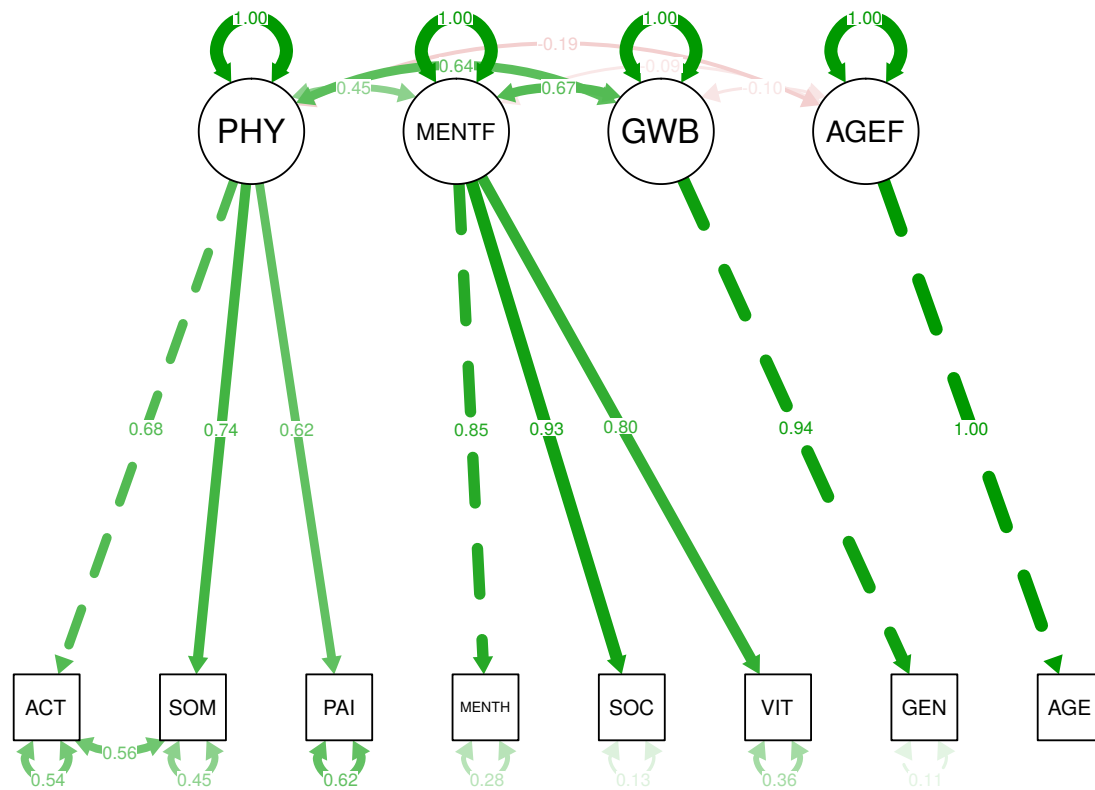 1.00 1.00 1.00 1.00
-0.19
0.64 -0.09
0.45 0.67 -0.10
PHY MENTF GWB AGEF
0.68 0.74 0.62 0.85 0.93 0.80 0.94 1.00
ACT SOM PAI MENTH SOC VIT GEN AGE
0.56
0.54 0.45 0.62 0.28 0.13 0.36 0.11